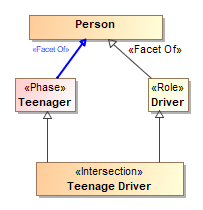 Person
«Facet Of» «Facet Of»
«Phase» «Role»
Teenager Driver
«Intersection»
Teenage Driver